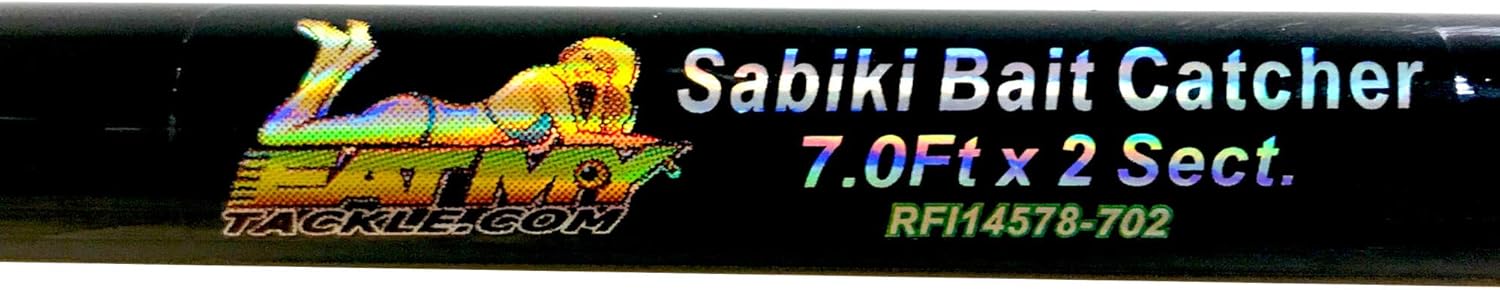 EAT MY
TACKLE.COM
Sabiki Bait Catcher
7.0Ft x 2 Sect.
RFI14578-702